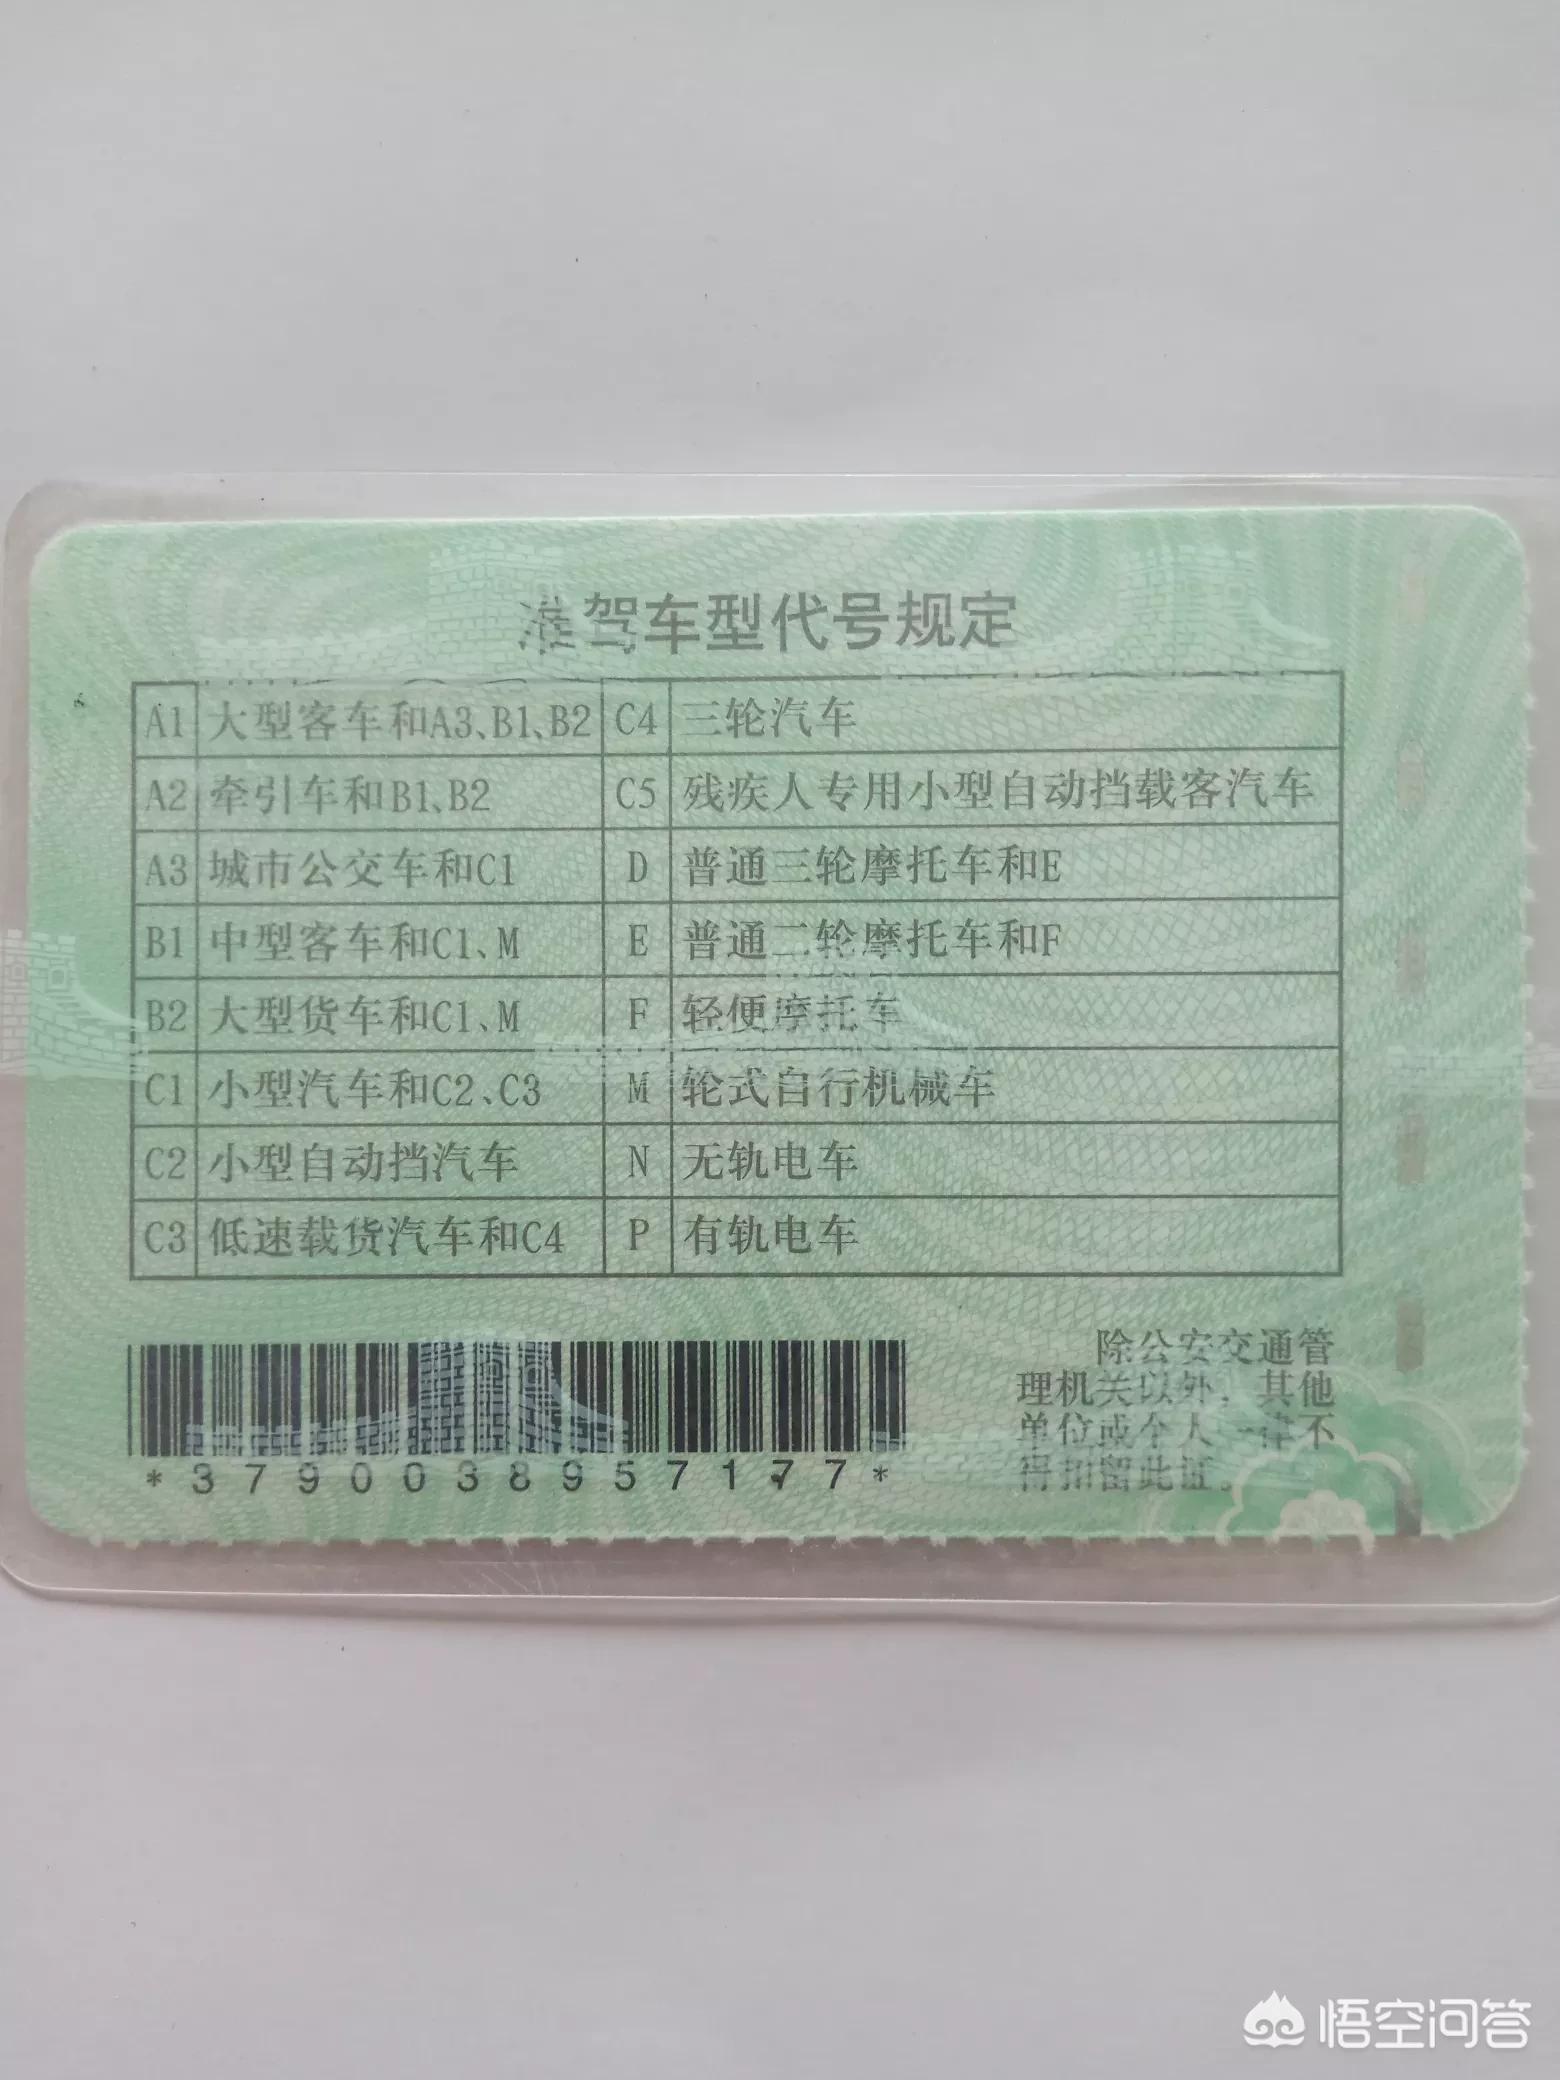 准驾车型代号规定
A1 大型客车和A3、B1、B2 C4 三轮汽车
A2 牵引车和B1、B2 C5 残疾人专用小型自动挡载客汽车
A3 城市公交车和C1 D 普通三轮摩托车和E
B1 中型客车和C1、M E 普通二轮摩托车和F
B2 大型货车和C1、M F 轻便摩托车
C1 小型汽车和C2、C3 M 轮式自行机械车
C2 小型自动挡汽车 N 无轨电车
C3 低速载货汽车和C4 P 有轨电车
*3790038957177*
除公安交通管
理机关以外，其他
单位或个人一律不
得扣留此证。
悟空问答